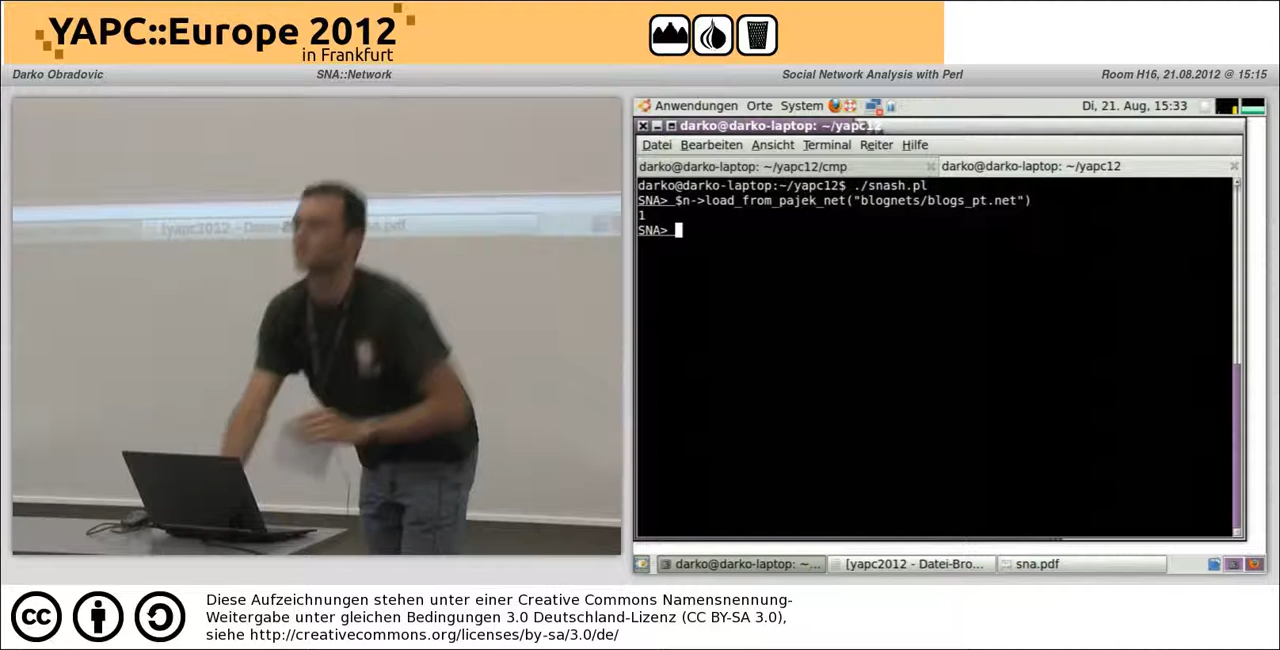 YAPC::Europe 2012
in Frankfurt
Darko Obradovic
SNA::Network
Social Network Analysis with Perl
Room H16, 21.08.2012 @ 15:15
Anwendungen Orte System
Di, 21. Aug, 15:33
darko@darko-laptop: ~/yapc12
Datei Bearbeiten Ansicht Terminal Reiter Hilfe
darko@darko-laptop: ~/yapc12/cmp
darko@darko-laptop: ~/yapc12
darko@darko-laptop:~/yapc12$ ./snash.pl
SNA> $n->load_from_pajek_net("blognets/blogs_pt.net")
1
SNA>
darko@darko-laptop: ~...
[yapc2012 - Datei-Bro...
sna.pdf
cc
Diese Aufzeichnungen stehen unter einer Creative Commons Namensnennung-
Weitergabe unter gleichen Bedingungen 3.0 Deutschland-Lizenz (CC BY-SA 3.0),
siehe http://creativecommons.org/licenses/by-sa/3.0/de/